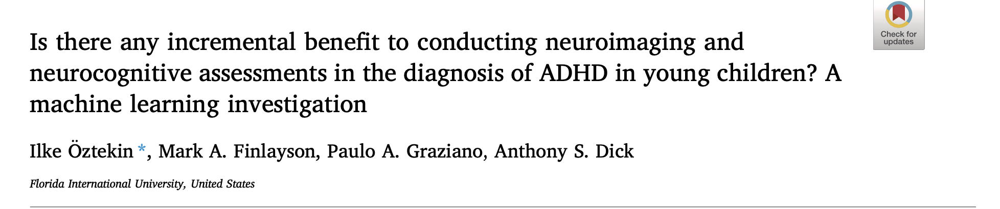 Check for
updates
Is there any incremental benefit to conducting neuroimaging and
neurocognitive assessments in the diagnosis of ADHD in young children? A
machine learning investigation
Ilke Öztekin *, Mark A. Finlayson, Paulo A. Graziano, Anthony S. Dick
Florida International University, United States